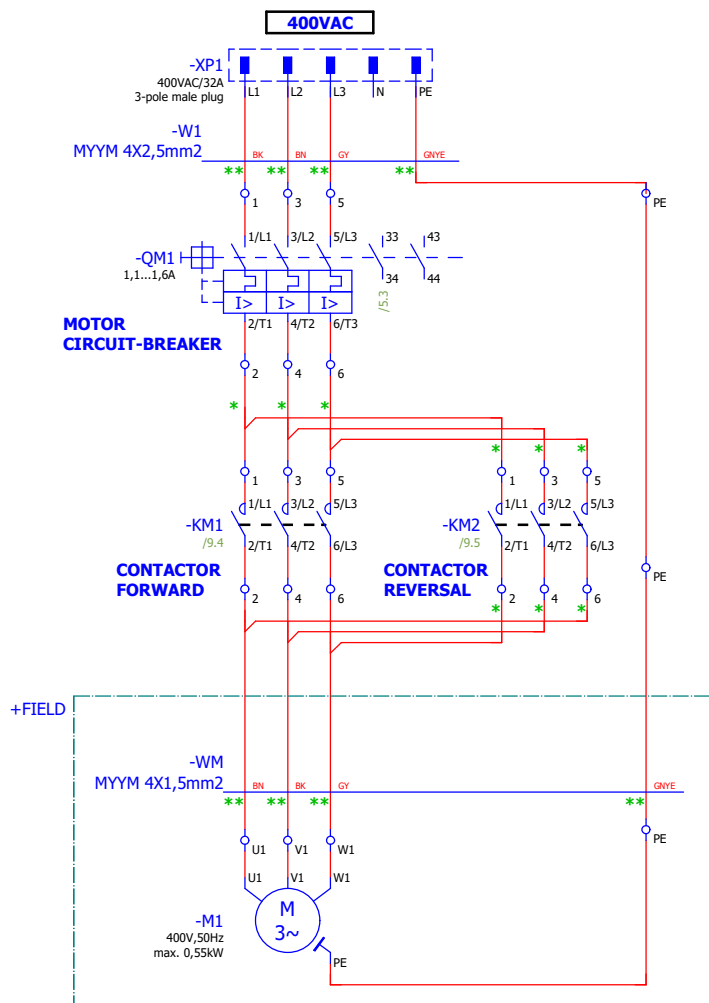 400VAC
-XP1
400VAC/32A
3-pole male plug
L1 L2 L3 N PE
-W1
MYYM 4X2,5mm2
BK BN GY GNYE
** ** ** **
1 3 5 PE
1/L1 3/L2 5/L3 33 43
-QM1
1,1...1,6A
34 44
/5.3
I> I> I>
2/T1 4/T2 6/T3
MOTOR
CIRCUIT-BREAKER
2 4 6
* * *
* * *
1 3 5 1 3 5
1/L1 3/L2 5/L3 1/L1 3/L2 5/L3
-KM1 -KM2
/9.4 /9.5
2/T1 4/T2 6/L3 2/T1 4/T2 6/L3
CONTACTOR
FORWARD
CONTACTOR
REVERSAL
PE
2 4 6 2 4 6
* * *
+FIELD
-WM
MYYM 4X1,5mm2
BN BK GY GNYE
** ** ** **
PE
U1 V1 W1
U1 V1 W1
-M1
400V,50Hz
max. 0,55kW
M
3~
PE